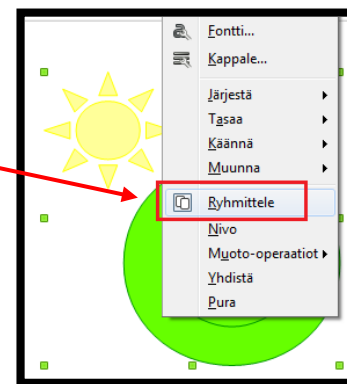 Fontti...
Kappale...
Järjestä
Tasaa
Käännä
Muunna
Ryhmittele
Nivo
Muoto-operaatiot
Yhdistä
Pura